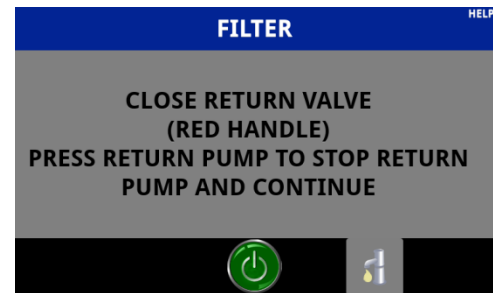 FILTER
HELP
CLOSE RETURN VALVE
(RED HANDLE)
PRESS RETURN PUMP TO STOP RETURN
PUMP AND CONTINUE